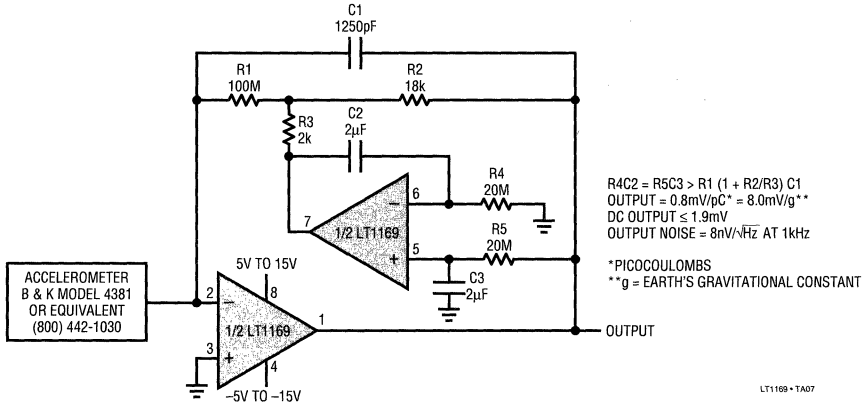 C1
1250pF
R1
100M
R2
18k
R3
2k
C2
2μF
R4
20M
6
7
1/2 LT1169
5
R5
20M
C3
2μF
R4C2 = R5C3 > R1 (1 + R2/R3) C1
OUTPUT = 0.8mV/pC* = 8.0mV/g**
DC OUTPUT ≤ 1.9mV
OUTPUT NOISE = 8nV/√Hz AT 1kHz
*PICOCOULOMBS
**g = EARTH'S GRAVITATIONAL CONSTANT
ACCELEROMETER
B & K MODEL 4381
OR EQUIVALENT
(800) 442-1030
5V TO 15V
2
8
1/2 LT1169
1
3
4
–5V TO –15V
OUTPUT
LT1169 • TA07
−
+
−
+